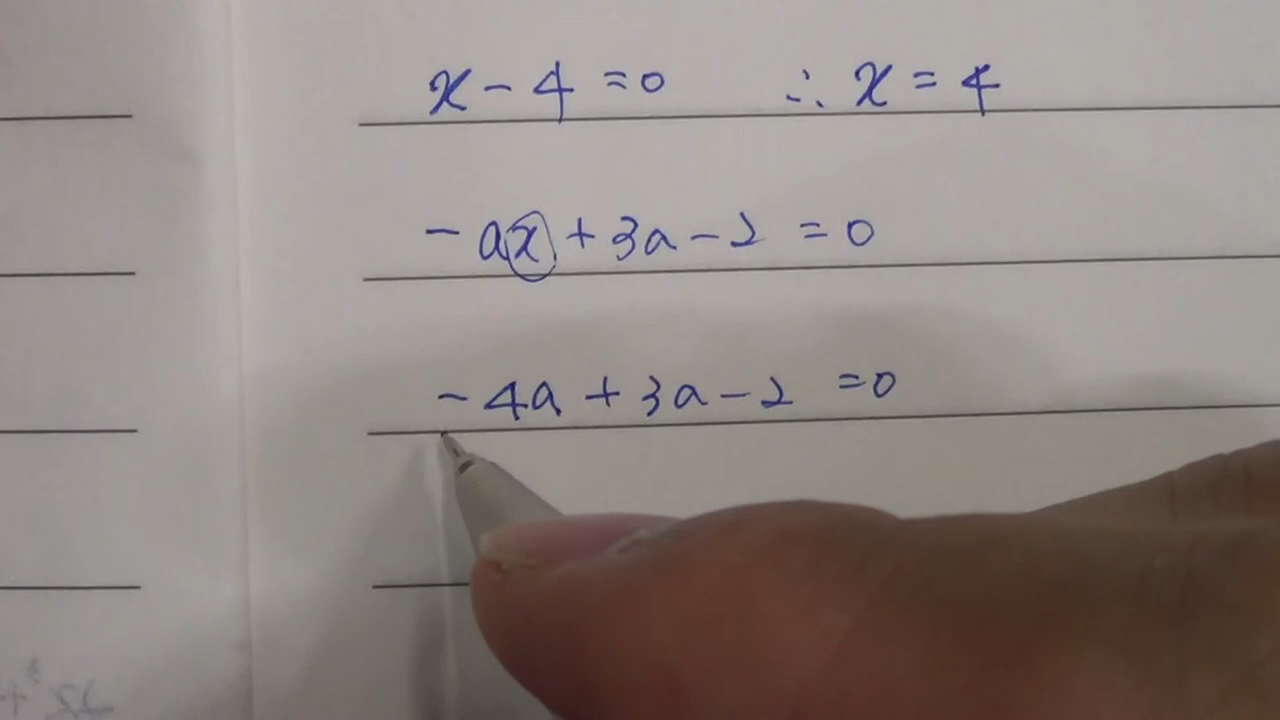 x - 4 = 0 ∴ x = 4
- ax + 3a - 2 = 0
- 4a + 3a - 2 = 0